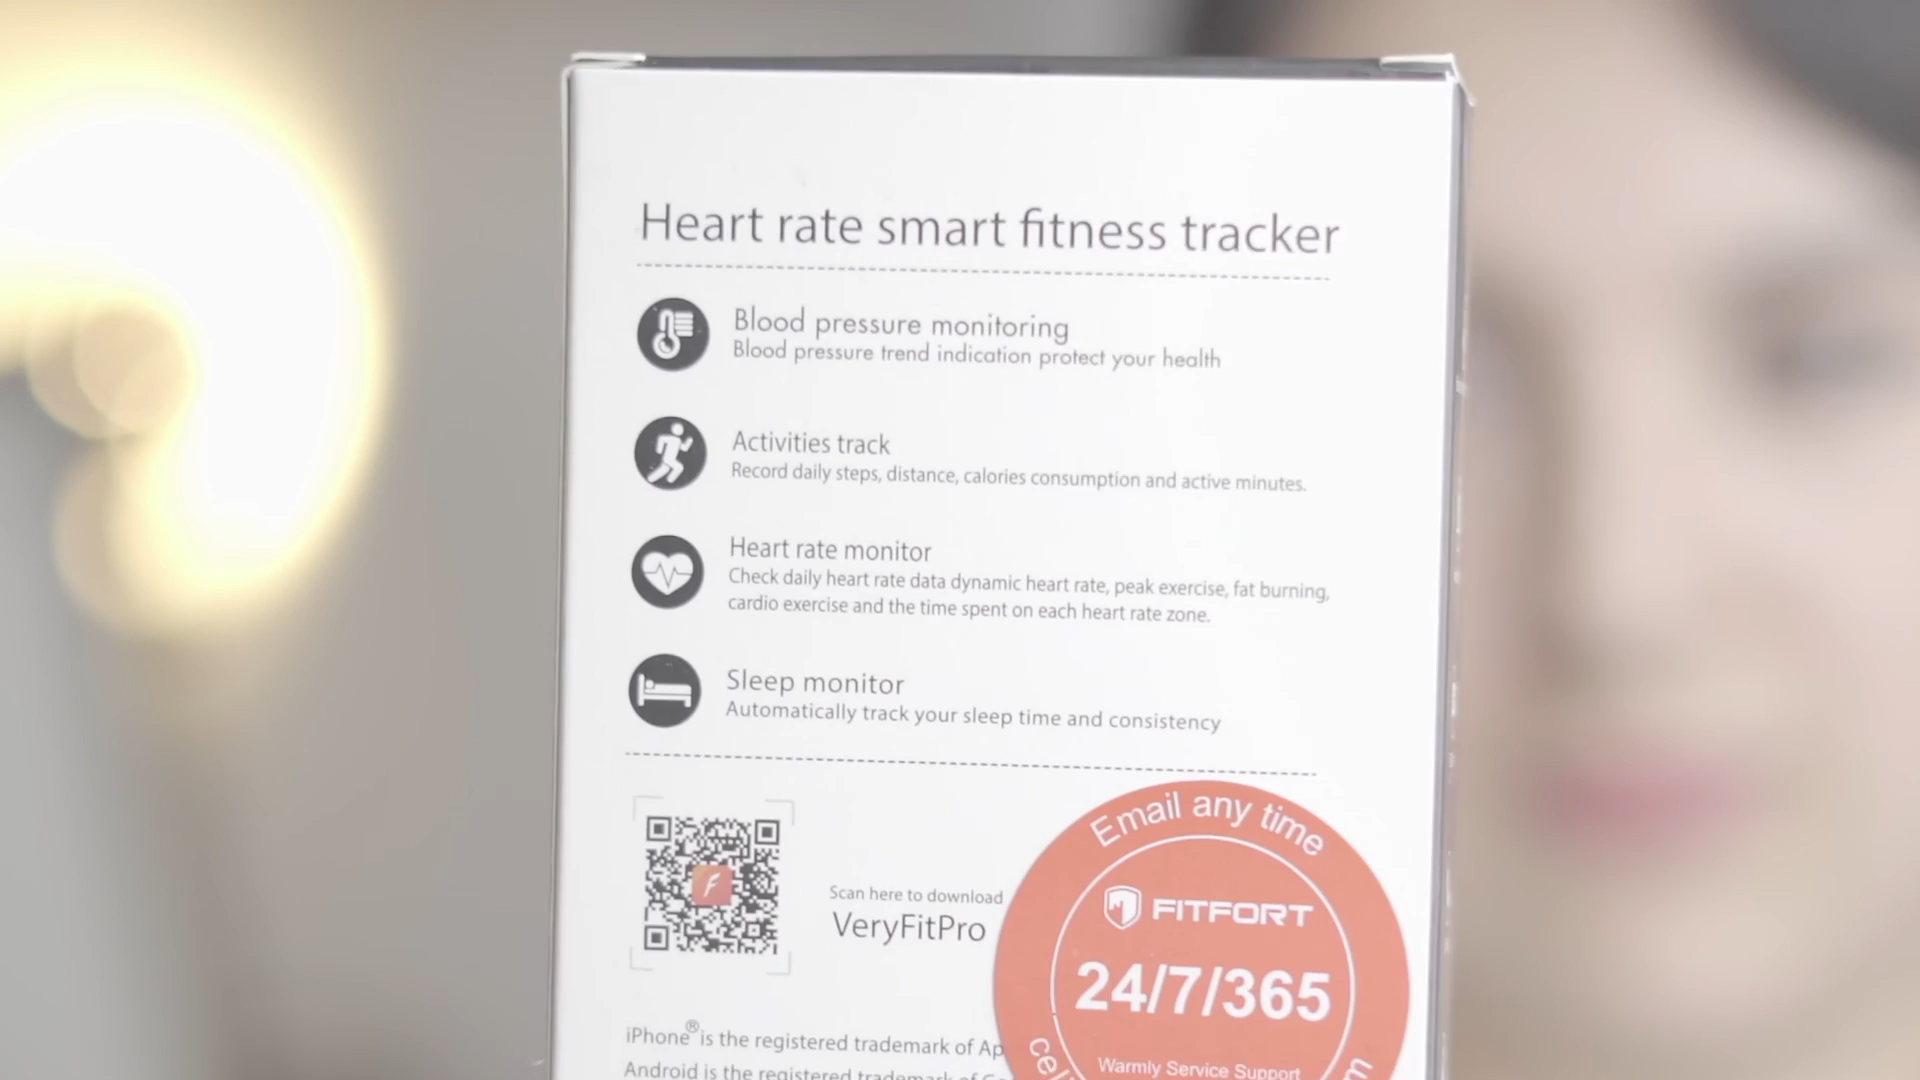 Heart rate smart fitness tracker
Blood pressure monitoring
Blood pressure trend indication protect your health
Activities track
Record daily steps, distance, calories consumption and active minutes.
Heart rate monitor
Check daily heart rate data dynamic heart rate, peak exercise, fat burning,
cardio exercise and the time spent on each heart rate zone.
Sleep monitor
Automatically track your sleep time and consistency
Scan here to download
VeryFitPro
Email any time
FITFORT
24/7/365
Warmly Service Support
iPhone® is the registered trademark of Ap
Android is the registered trademark of